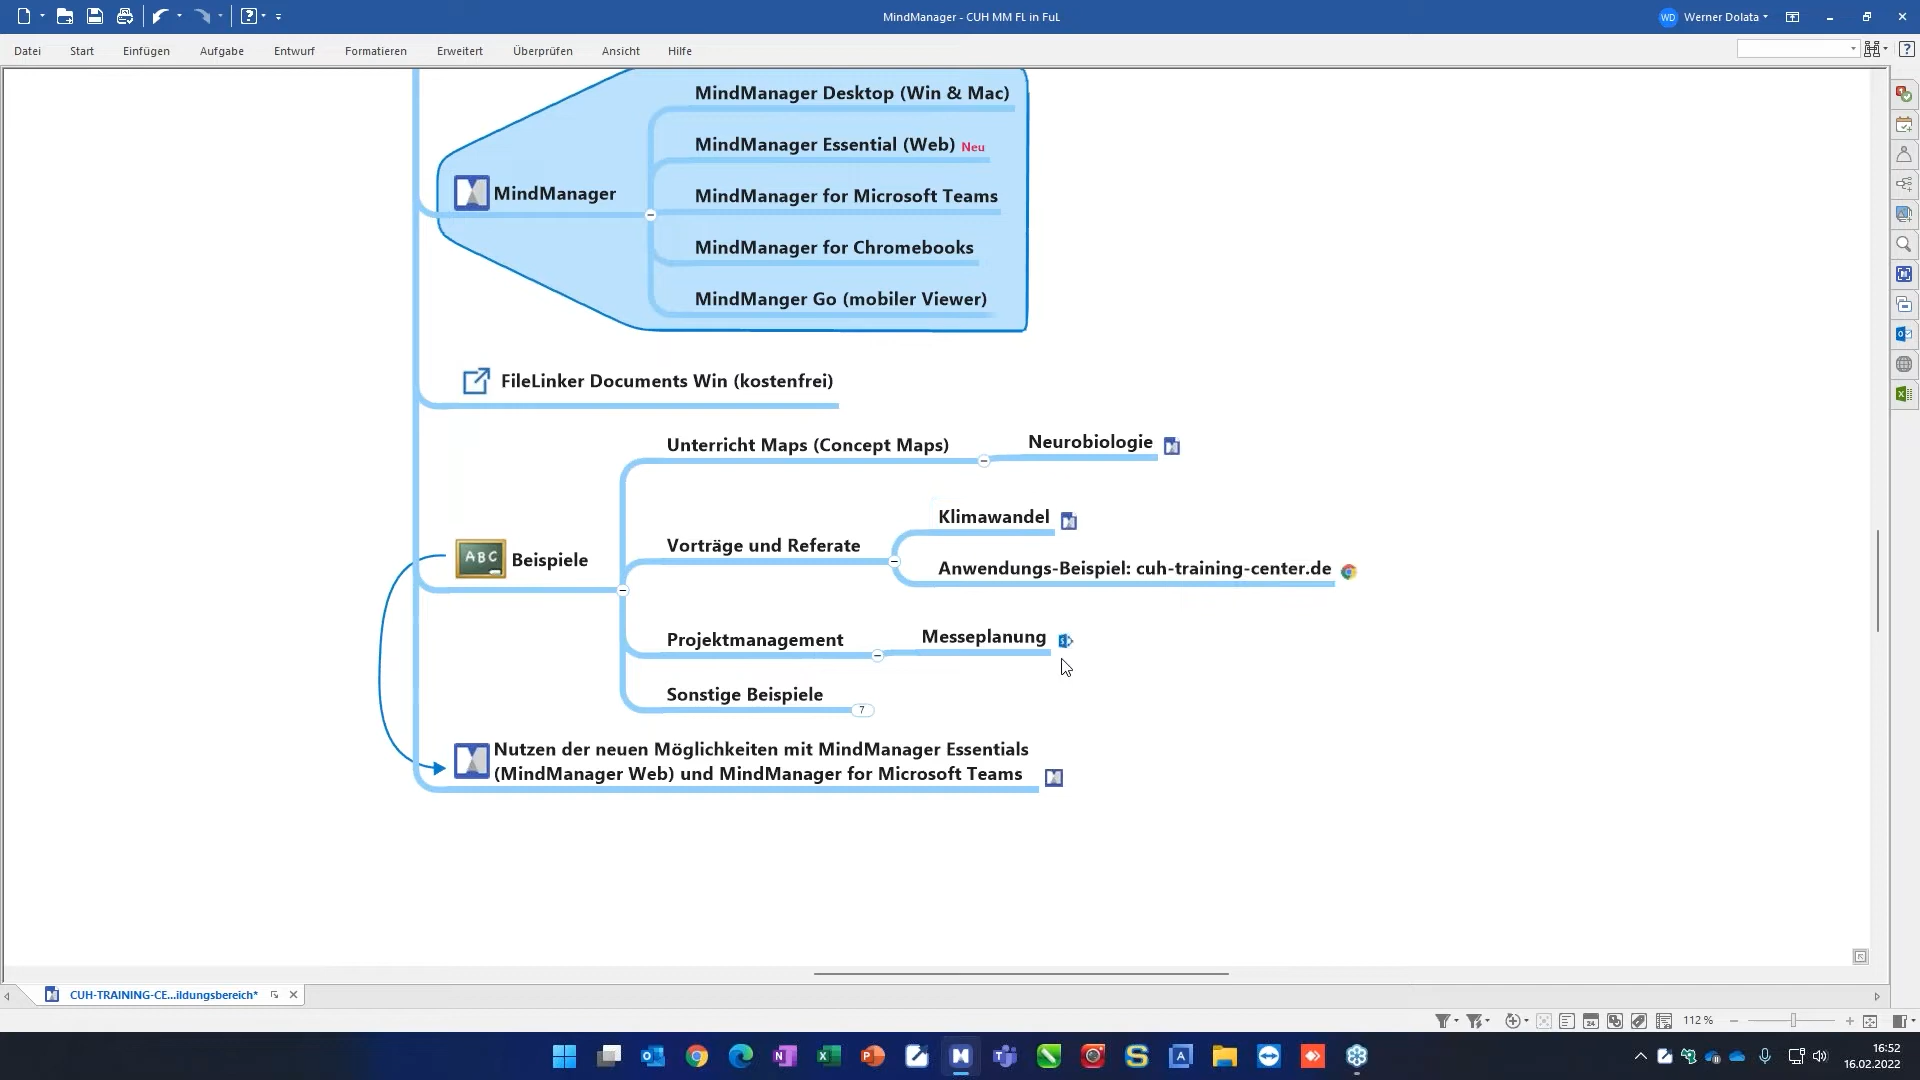 MindManager - CUH MM FL in FuL
WD Werner Dolata
Datei Start Einfügen Aufgabe Entwurf Formatieren Erweitert Überprüfen Ansicht Hilfe
MindManager Desktop (Win & Mac)
MindManager Essential (Web) Neu
MindManager
MindManager for Microsoft Teams
MindManager for Chromebooks
MindManger Go (mobiler Viewer)
FileLinker Documents Win (kostenfrei)
Unterricht Maps (Concept Maps)
Neurobiologie
Klimawandel
Vorträge und Referate
ABC
Beispiele
Anwendungs-Beispiel: cuh-training-center.de
Projektmanagement
Messeplanung
Sonstige Beispiele
7
Nutzen der neuen Möglichkeiten mit MindManager Essentials
(MindManager Web) und MindManager for Microsoft Teams
CUH-TRAINING-CE...ildungsbereich*
112 %
16:52
16.02.2022